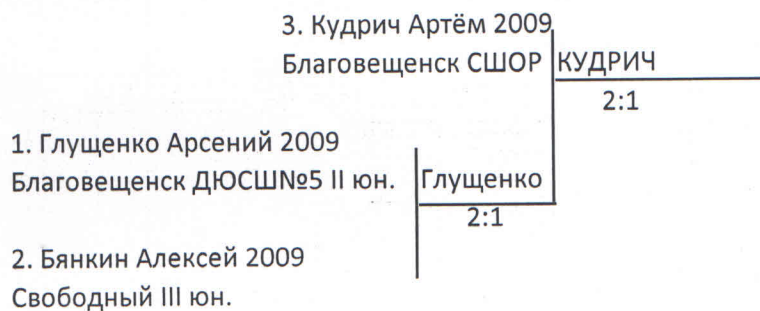 3. Кудрич Артём 2009
Благовещенск СШОР
КУДРИЧ
2:1
1. Глущенко Арсений 2009
Благовещенск ДЮСШ№5 II юн.
Глущенко
2:1
2. Бянкин Алексей 2009
Свободный III юн.